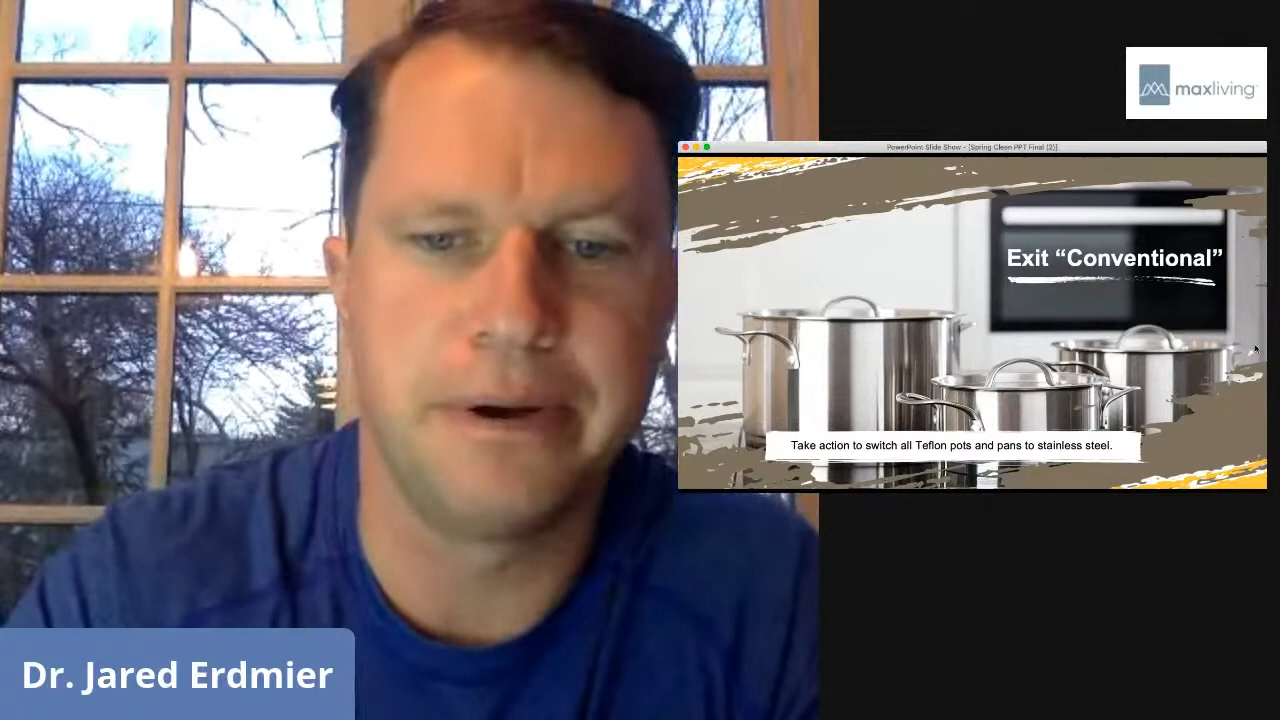 maxliving
PowerPoint Slide Show - [Spring Clean PPT Final (2)]
Exit “Conventional”
Take action to switch all Teflon pots and pans to stainless steel.
Dr. Jared Erdmier